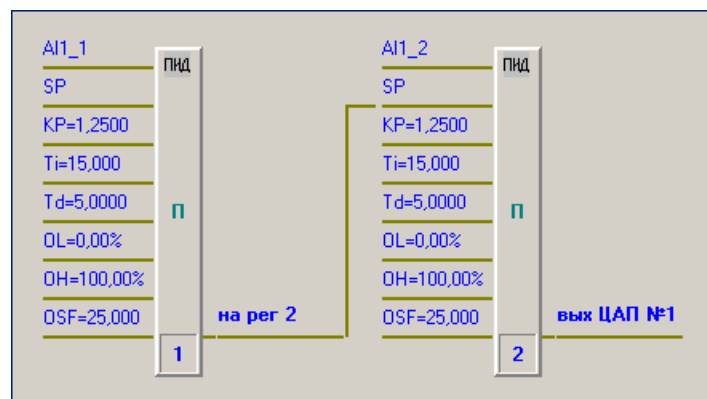 AI1_1
SP
KP=1,2500
Ti=15,000
Td=5,0000
OL=0,00%
OH=100,00%
OSF=25,000
ПИД
П
1
на рег 2
AI1_2
SP
KP=1,2500
Ti=15,000
Td=5,0000
OL=0,00%
OH=100,00%
OSF=25,000
ПИД
П
2
вых ЦАП №1